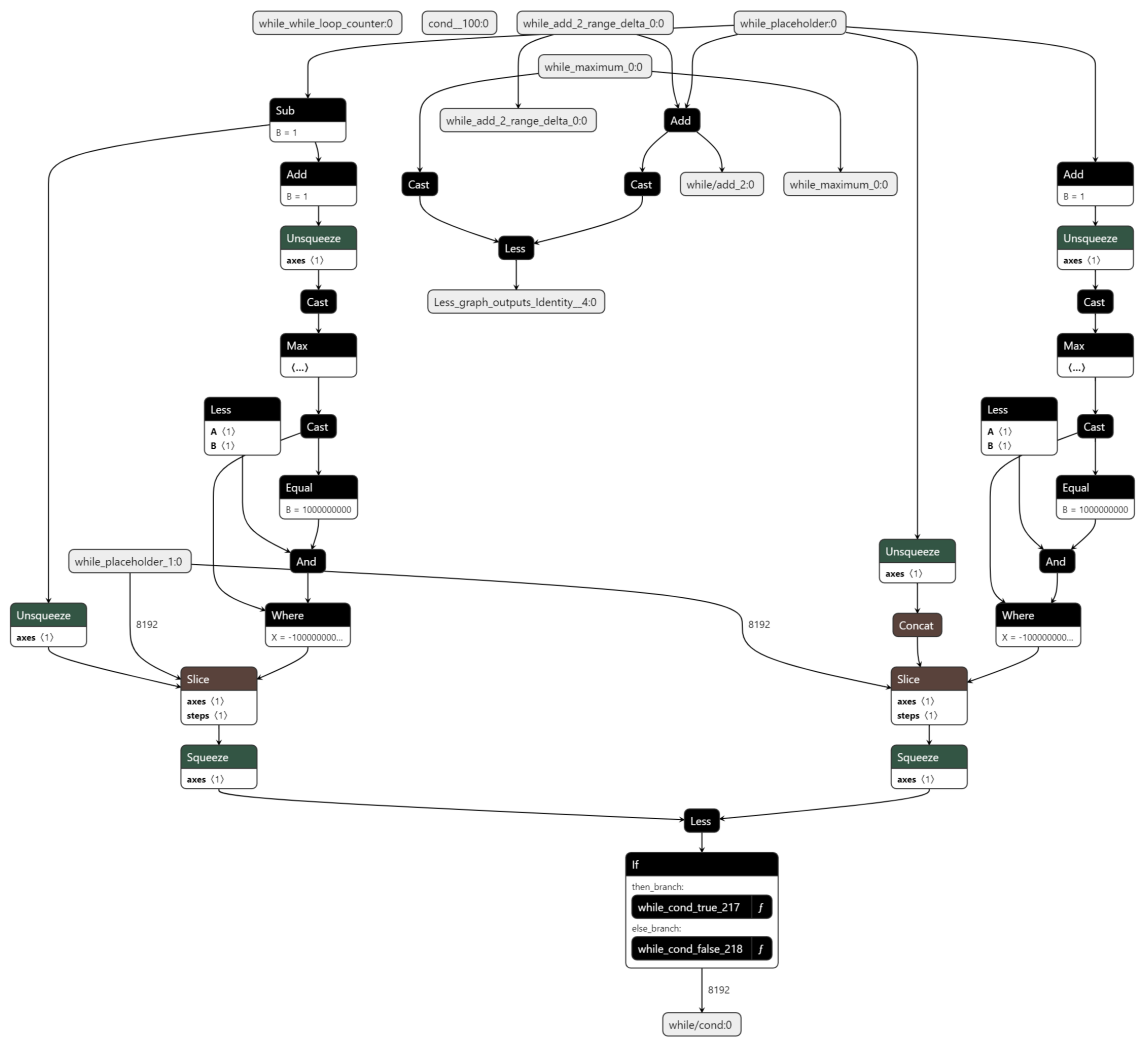 while_while_loop_counter:0
cond__100:0
while_add_2_range_delta_0:0
while_placeholder:0
while_maximum_0:0
Sub
B = 1
while_add_2_range_delta_0:0
Add
Add
B = 1
Cast
Cast
while/add_2:0
while_maximum_0:0
Add
B = 1
Unsqueeze
axes ⟨1⟩
Less
Unsqueeze
axes ⟨1⟩
Cast
Less_graph_outputs_Identity__4:0
Cast
Max
⟨...⟩
Max
⟨...⟩
Less
A ⟨1⟩
B ⟨1⟩
Cast
Less
A ⟨1⟩
B ⟨1⟩
Cast
Equal
B = 1000000000
Equal
B = 1000000000
while_placeholder_1:0
And
Unsqueeze
axes ⟨1⟩
And
Unsqueeze
axes ⟨1⟩
8192
Where
X = -100000000...
8192
Concat
Where
X = -100000000...
Slice
axes ⟨1⟩
steps ⟨1⟩
Slice
axes ⟨1⟩
steps ⟨1⟩
Squeeze
axes ⟨1⟩
Squeeze
axes ⟨1⟩
Less
If
then_branch:
while_cond_true_217 ƒ
else_branch:
while_cond_false_218 ƒ
8192
while/cond:0